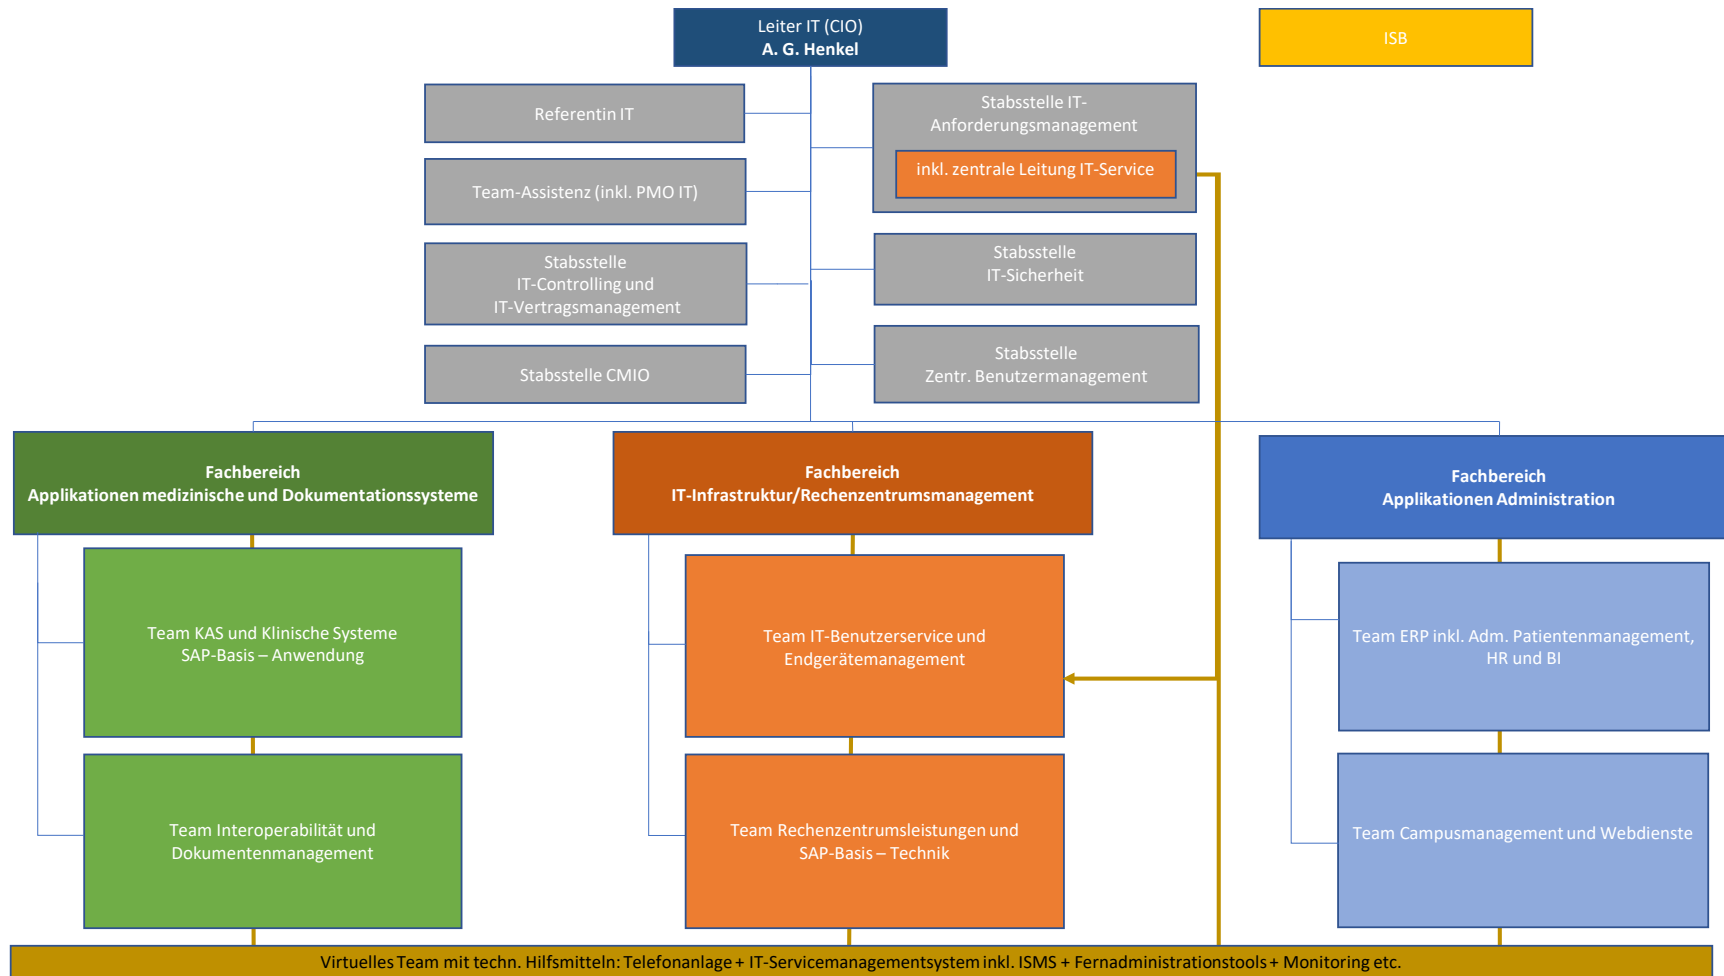 Leiter IT (CIO)
A. G. Henkel
ISB
Referentin IT
Stabsstelle IT-
Anforderungsmanagement
inkl. zentrale Leitung IT-Service
Team-Assistenz (inkl. PMO IT)
Stabsstelle
IT-Controlling und
IT-Vertragsmanagement
Stabsstelle
IT-Sicherheit
Stabsstelle CMIO
Stabsstelle
Zentr. Benutzermanagement
Fachbereich
Applikationen medizinische und Dokumentationssysteme
Fachbereich
IT-Infrastruktur/Rechenzentrumsmanagement
Fachbereich
Applikationen Administration
Team KAS und Klinische Systeme
SAP-Basis – Anwendung
Team IT-Benutzerservice und
Endgerätemanagement
Team ERP inkl. Adm. Patientenmanagement,
HR und BI
Team Interoperabilität und
Dokumentenmanagement
Team Rechenzentrumsleistungen und
SAP-Basis – Technik
Team Campusmanagement und Webdienste
Virtuelles Team mit techn. Hilfsmitteln: Telefonanlage + IT-Servicemanagementsystem inkl. ISMS + Fernadministrationstools + Monitoring etc.